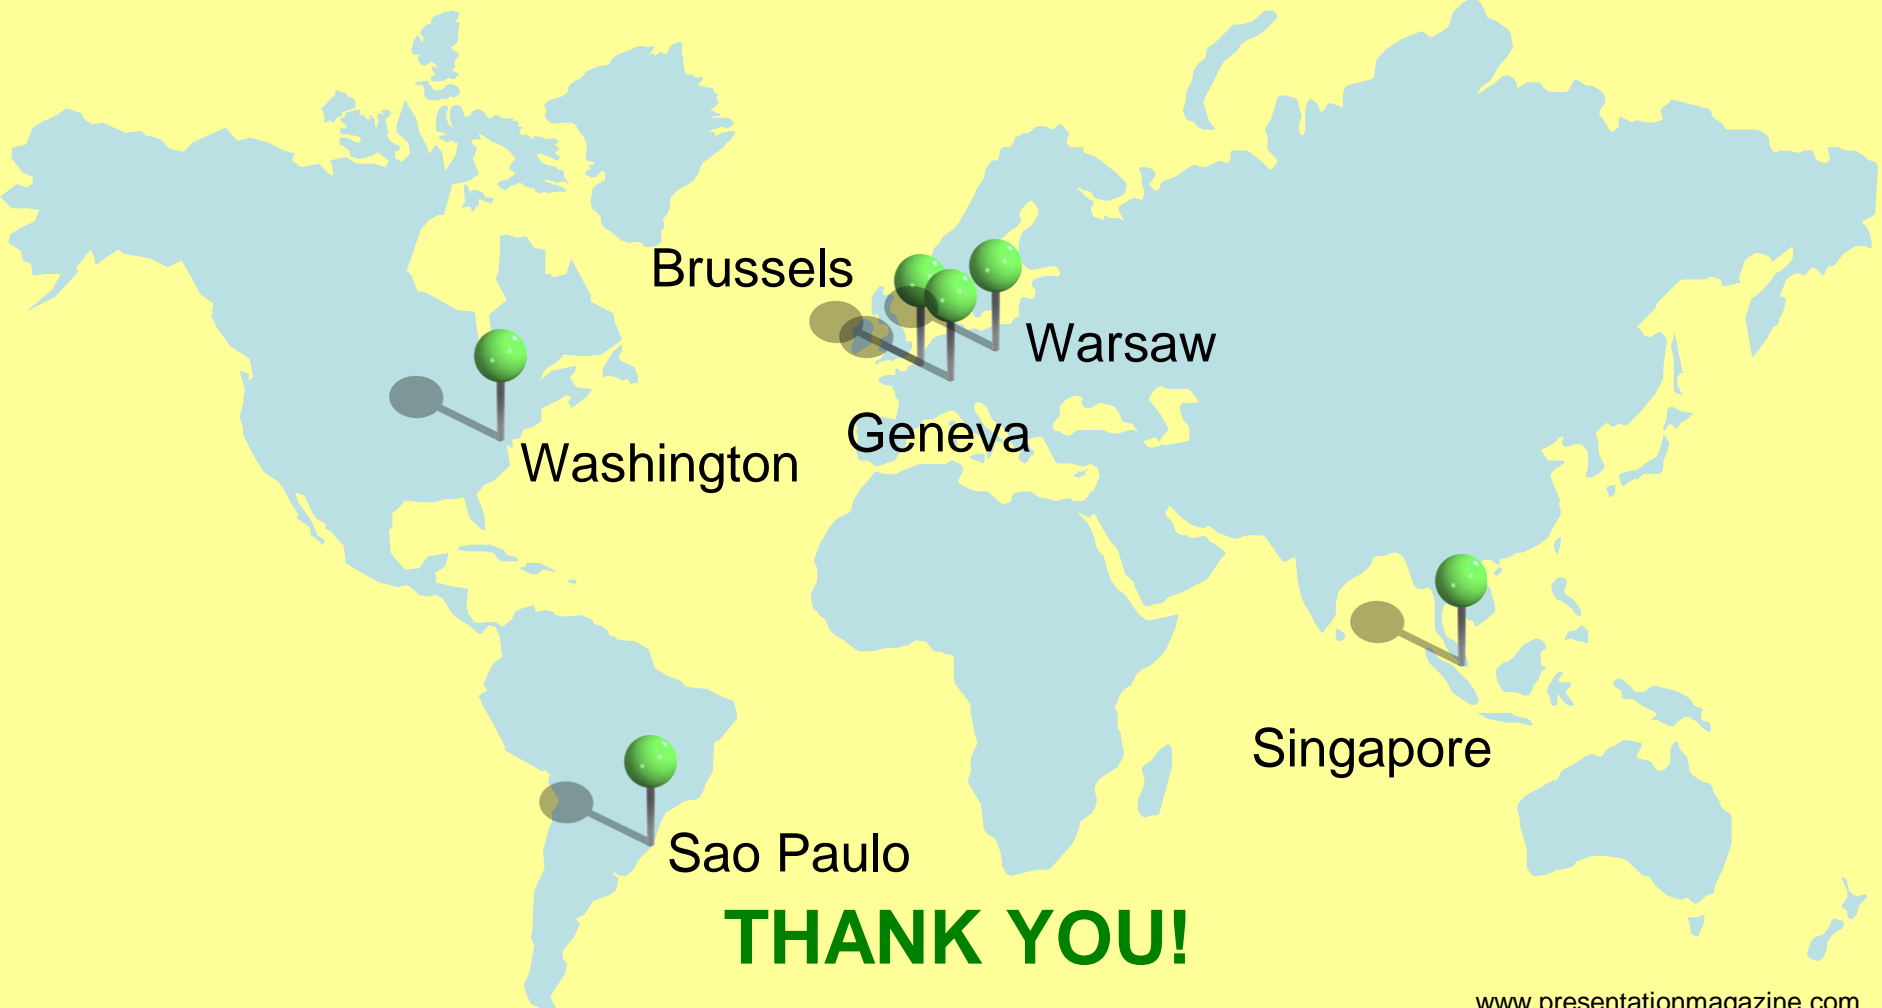 Brussels
Warsaw
Geneva
Washington
Singapore
Sao Paulo
THANK YOU!
www.presentationmagazine.com